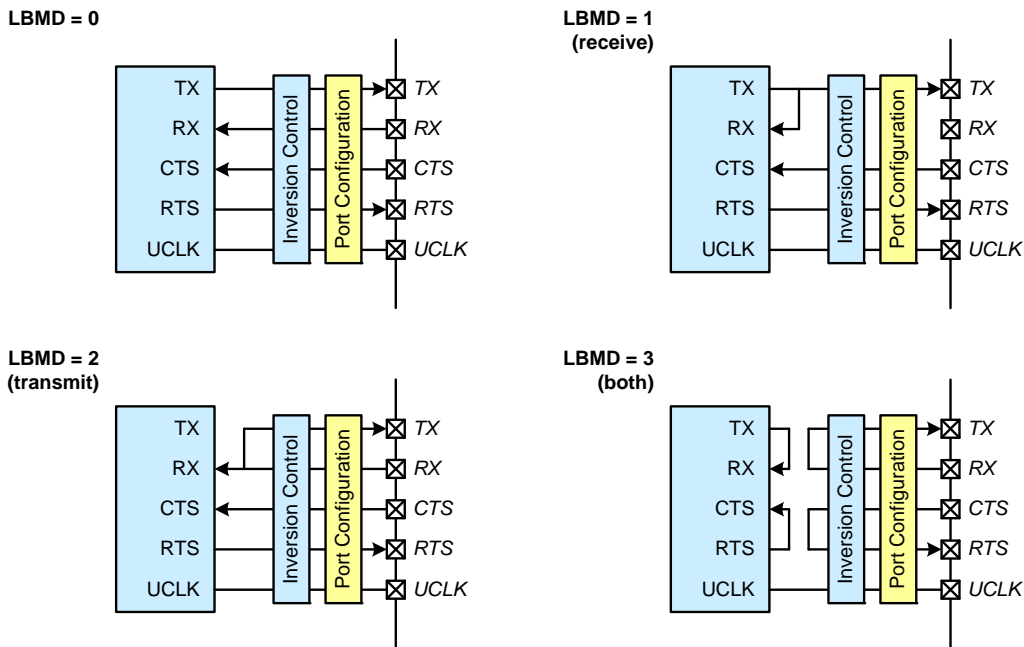 LBMD = 0
TX
RX
CTS
RTS
UCLK
Inversion Control
Port Configuration
TX
RX
CTS
RTS
UCLK
LBMD = 1
(receive)
TX
RX
CTS
RTS
UCLK
Inversion Control
Port Configuration
TX
RX
CTS
RTS
UCLK
LBMD = 2
(transmit)
TX
RX
CTS
RTS
UCLK
Inversion Control
Port Configuration
TX
RX
CTS
RTS
UCLK
LBMD = 3
(both)
TX
RX
CTS
RTS
UCLK
Inversion Control
Port Configuration
TX
RX
CTS
RTS
UCLK